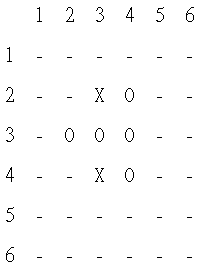 1 2 3 4 5 6
1 - - - - - -
2 - - X O - -
3 - O O O - -
4 - - X O - -
5 - - - - - -
6 - - - - - -